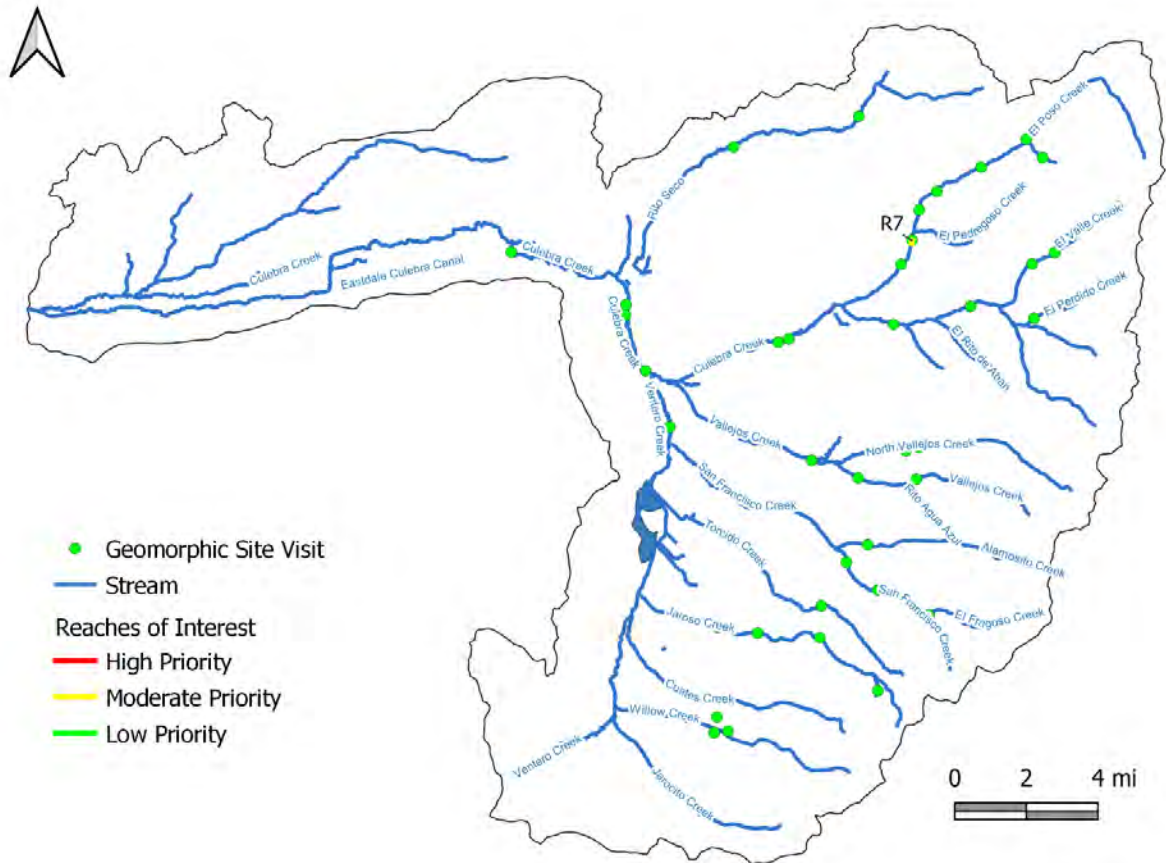 El Poso Creek
Rito Seco
R7
El Pedregoso Creek
El Valle Creek
Culebra Creek
Culebra Creek
Eastdale Culebra Canal
El Perdido Creek
Culebra Creek
Culebra Creek
El Rito de Aban
Ventero Creek
Vallejos Creek
North Vallejos Creek
San Francisco Creek
Vallejos Creek
Rito Agua Azul
Torcido Creek
Alamosito Creek
Geomorphic Site Visit
Stream
San Francisco Creek
El Fragoso Creek
Jaroso Creek
Reaches of Interest
High Priority
Moderate Priority
Low Priority
Cuates Creek
Willow Creek
Ventero Creek
Jarocito Creek
0 2 4 mi